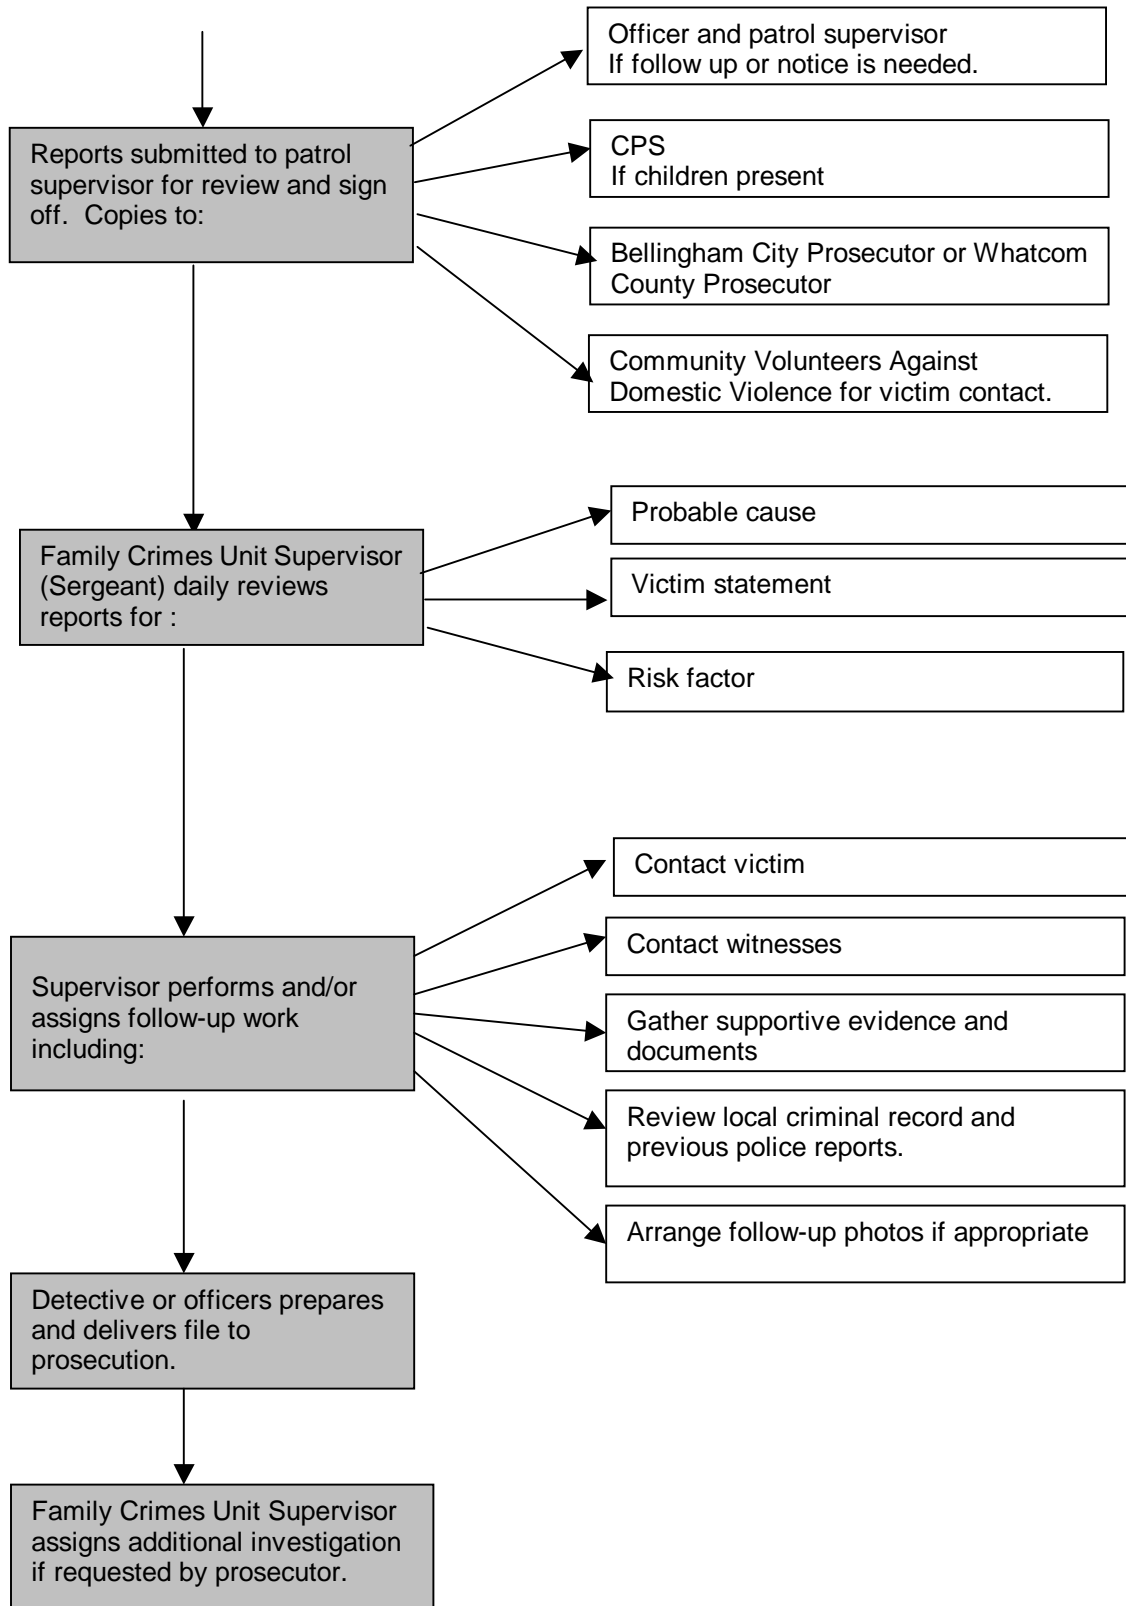 Officer and patrol supervisor
If follow up or notice is needed.
Reports submitted to patrol
supervisor for review and sign
off.  Copies to:
CPS
If children present
Bellingham City Prosecutor or Whatcom
County Prosecutor
Community Volunteers Against
Domestic Violence for victim contact.
Family Crimes Unit Supervisor
(Sergeant) daily reviews
reports for :
Probable cause
Victim statement
Risk factor
Supervisor performs and/or
assigns follow-up work
including:
Contact victim
Contact witnesses
Gather supportive evidence and
documents
Review local criminal record and
previous police reports.
Arrange follow-up photos if appropriate
Detective or officers prepares
and delivers file to
prosecution.
Family Crimes Unit Supervisor
assigns additional investigation
if requested by prosecutor.